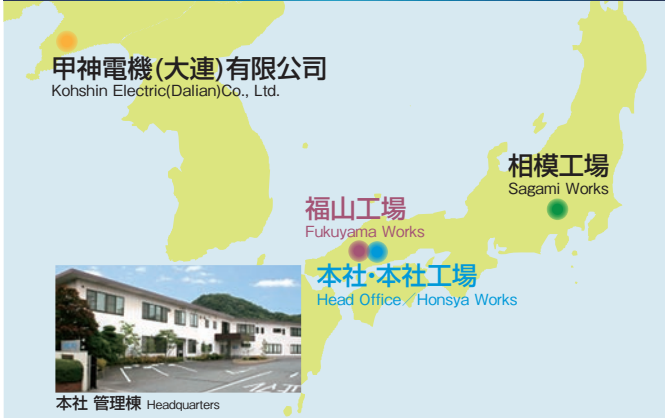 甲神電機(大連)有限公司
Kohshin Electric(Dalian)Co., Ltd.
相模工場
Sagami Works
福山工場
Fukuyama Works
本社・本社工場
Head Office／Honsya Works
本社 管理棟 Headquarters